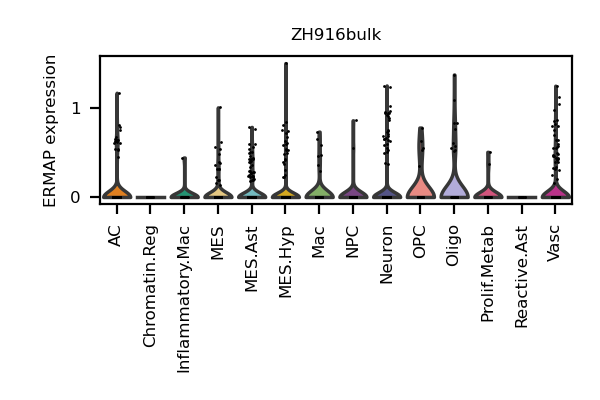 ZH916bulk
ERMAP expression
1
0
AC
Chromatin.Reg
Inflammatory.Mac
MES
MES.Ast
MES.Hyp
Mac
NPC
Neuron
OPC
Oligo
Prolif.Metab
Reactive.Ast
Vasc